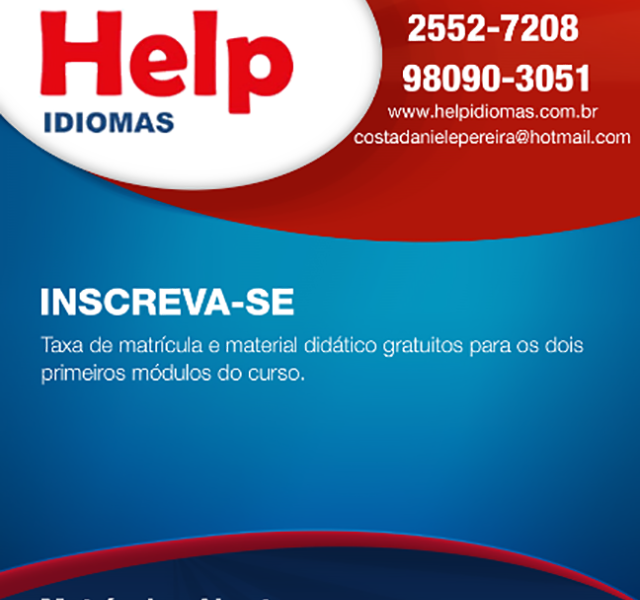 Help
IDIOMAS
2552-7208
98090-3051
www.helpidiomas.com.br
costadanielepereira@hotmail.com
INSCREVA-SE
Taxa de matrícula e material didático gratuitos para os dois
primeiros módulos do curso.